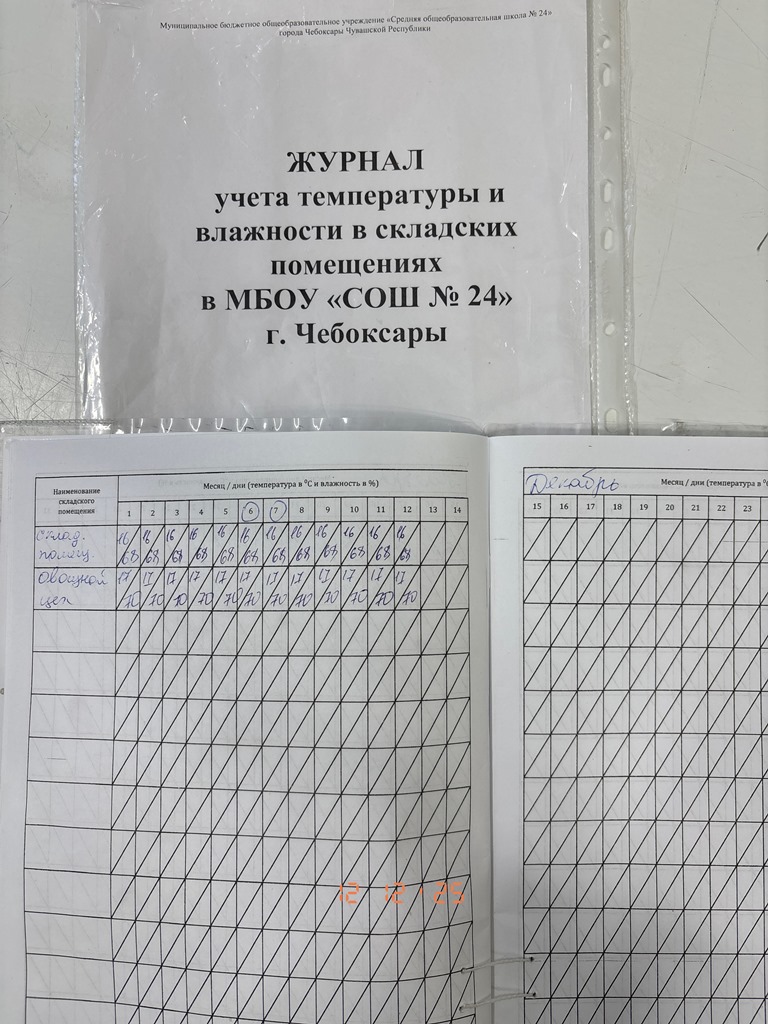 Муниципальное бюджетное общеобразовательное учреждение «Средняя общеобразовательная школа № 24»
города Чебоксары Чувашской Республики
ЖУРНАЛ
учета температуры и
влажности в складских
помещениях
в МБОУ «СОШ № 24»
г. Чебоксары
Наименование складского помещения
Месяц / дни (температура в ⁰С и влажность в %)
1 2 3 4 5 6 7 8 9 10 11 12 13 14
Склад. 16 16 16 16 16 16 16 16 16 16 16 16
помещ. 68 68 68 68 68 68 68 68 68 68 68 68
Овощной 17 17 17 17 17 17 17 17 17 17 17 17
цех 70 70 70 70 70 70 70 70 70 70 70 70
Декабрь Месяц / дни (температура в ⁰
15 16 17 18 19 20 21 22 23
12 12 '25